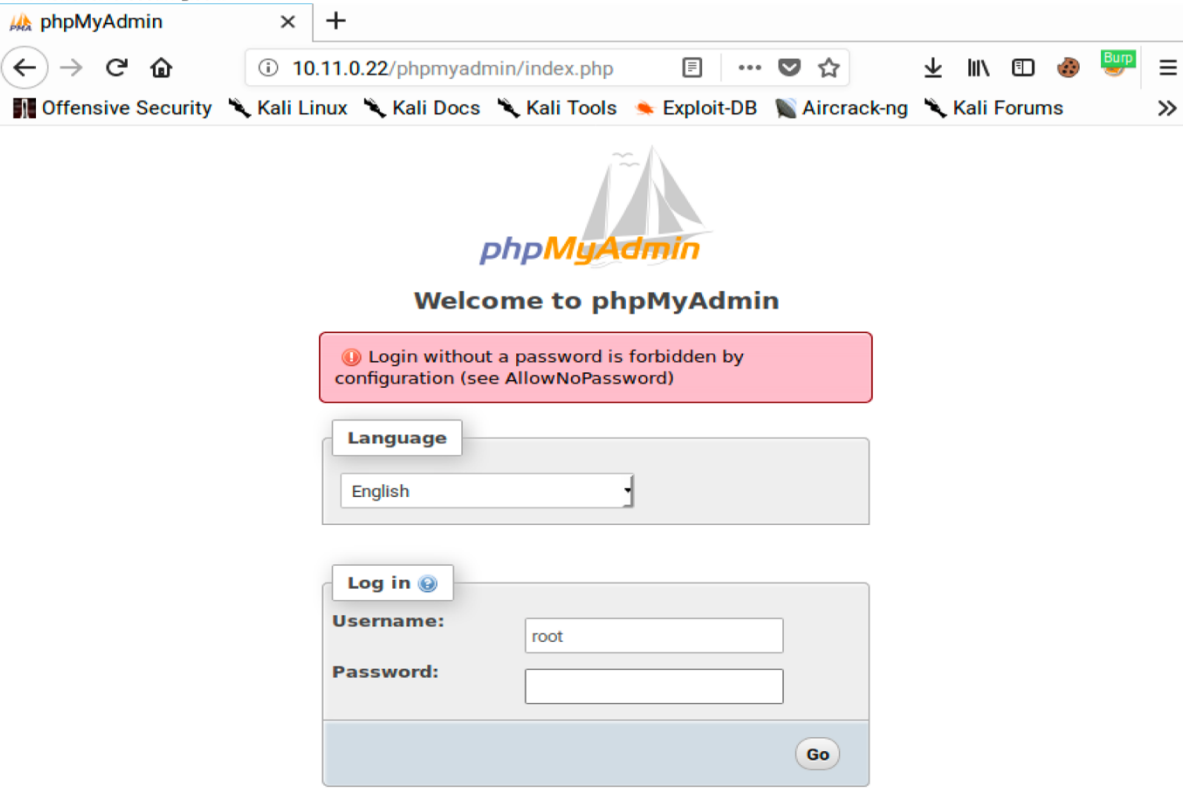 phpMyAdmin
10.11.0.22/phpmyadmin/index.php
Burp
Offensive Security Kali Linux Kali Docs Kali Tools Exploit-DB Aircrack-ng Kali Forums
phpMyAdmin
Welcome to phpMyAdmin
Login without a password is forbidden by
configuration (see AllowNoPassword)
Language
English
Log in
Username:
root
Password:
Go